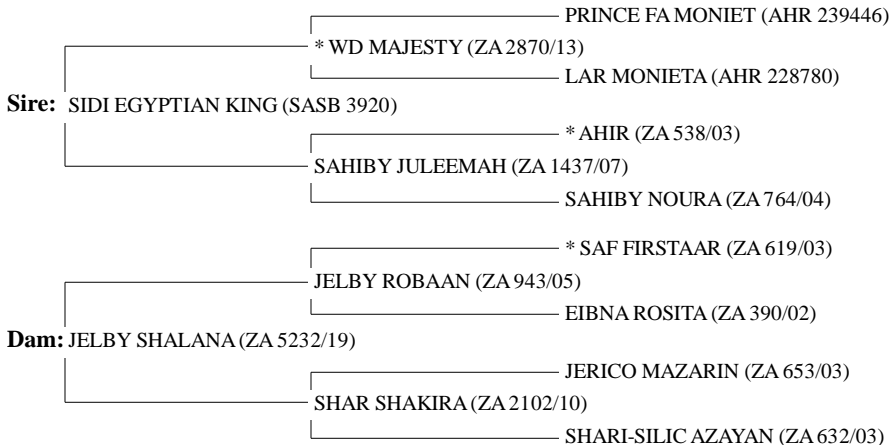 PRINCE FA MONIET (AHR 239446)
* WD MAJESTY (ZA 2870/13)
LAR MONIETA (AHR 228780)
Sire: SIDI EGYPTIAN KING (SASB 3920)
* AHIR (ZA 538/03)
SAHIBY JULEEMAH (ZA 1437/07)
SAHIBY NOURA (ZA 764/04)
* SAF FIRSTAAR (ZA 619/03)
JELBY ROBAAN (ZA 943/05)
EIBNA ROSITA (ZA 390/02)
Dam: JELBY SHALANA (ZA 5232/19)
JERICO MAZARIN (ZA 653/03)
SHAR SHAKIRA (ZA 2102/10)
SHARI-SILIC AZAYAN (ZA 632/03)